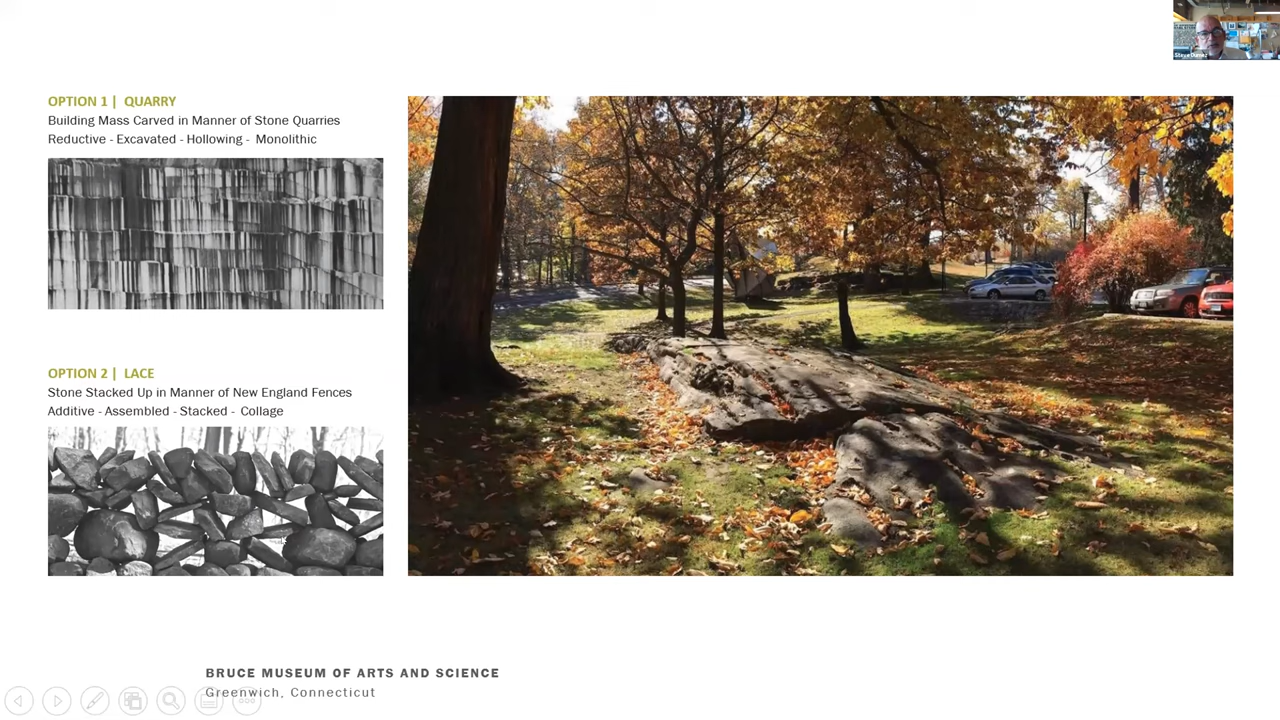 Steve Dumez
OPTION 1 | QUARRY
Building Mass Carved in Manner of Stone Quarries
Reductive - Excavated - Hollowing - Monolithic
OPTION 2 | LACE
Stone Stacked Up in Manner of New England Fences
Additive - Assembled - Stacked - Collage
BRUCE MUSEUM OF ARTS AND SCIENCE
Greenwich, Connecticut